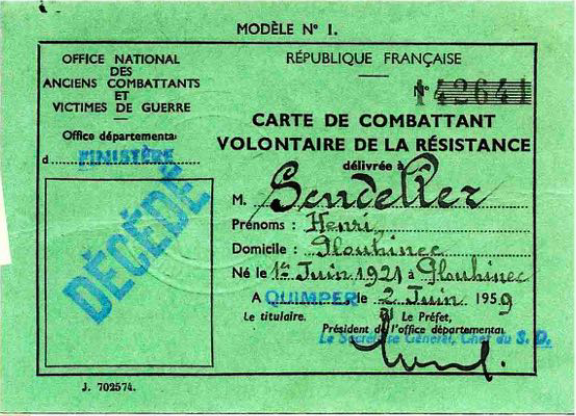 MODÈLE N° 1.
OFFICE NATIONAL
DES
ANCIENS COMBATTANTS
ET
VICTIMES DE GUERRE
Office départemental
d FINISTÈRE
DÉCÉDÉ
RÉPUBLIQUE FRANÇAISE
N° 42641
CARTE DE COMBATTANT
VOLONTAIRE DE LA RÉSISTANCE
délivrée à
M. Gendelier
Prénoms : Henri
Domicile : Plouhinec
Né le 1er Juin 1921 à Plouhinec
A QUIMPER, le 2 Juin 1959
Le titulaire.
Le Préfet,
Président de l'office départemental
Le Secrétaire Général, Chef du S. D.
J. 702574.